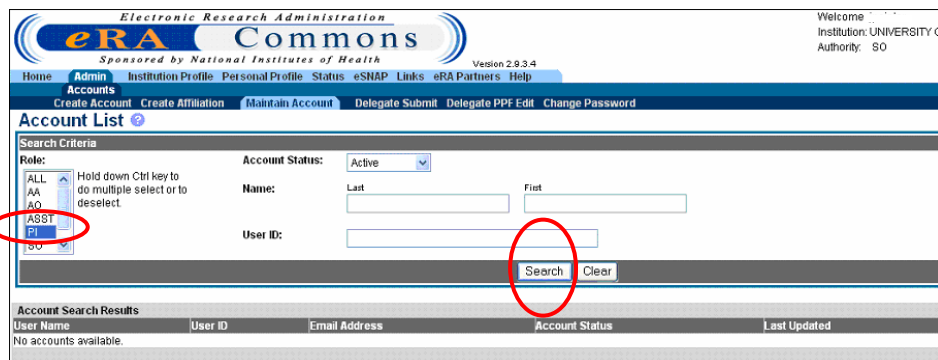 Electronic Research Administration
eRA Commons
Sponsored by National Institutes of Health
Version 2.9.3.4
Welcome
Institution: UNIVERSITY
Authority: SO
Home Admin Institution Profile Personal Profile Status eSNAP Links eRA Partners Help
Accounts
Create Account Create Affiliation Maintain Account Delegate Submit Delegate PPF Edit Change Password
Account List
Search Criteria
Role:
ALL
AA
AO
ASST
PI
SO
Hold down Ctrl key to
do multiple select or to
deselect.
Account Status: Active
Name: Last First
User ID:
Search Clear
Account Search Results
User Name User ID Email Address Account Status Last Updated
No accounts available.